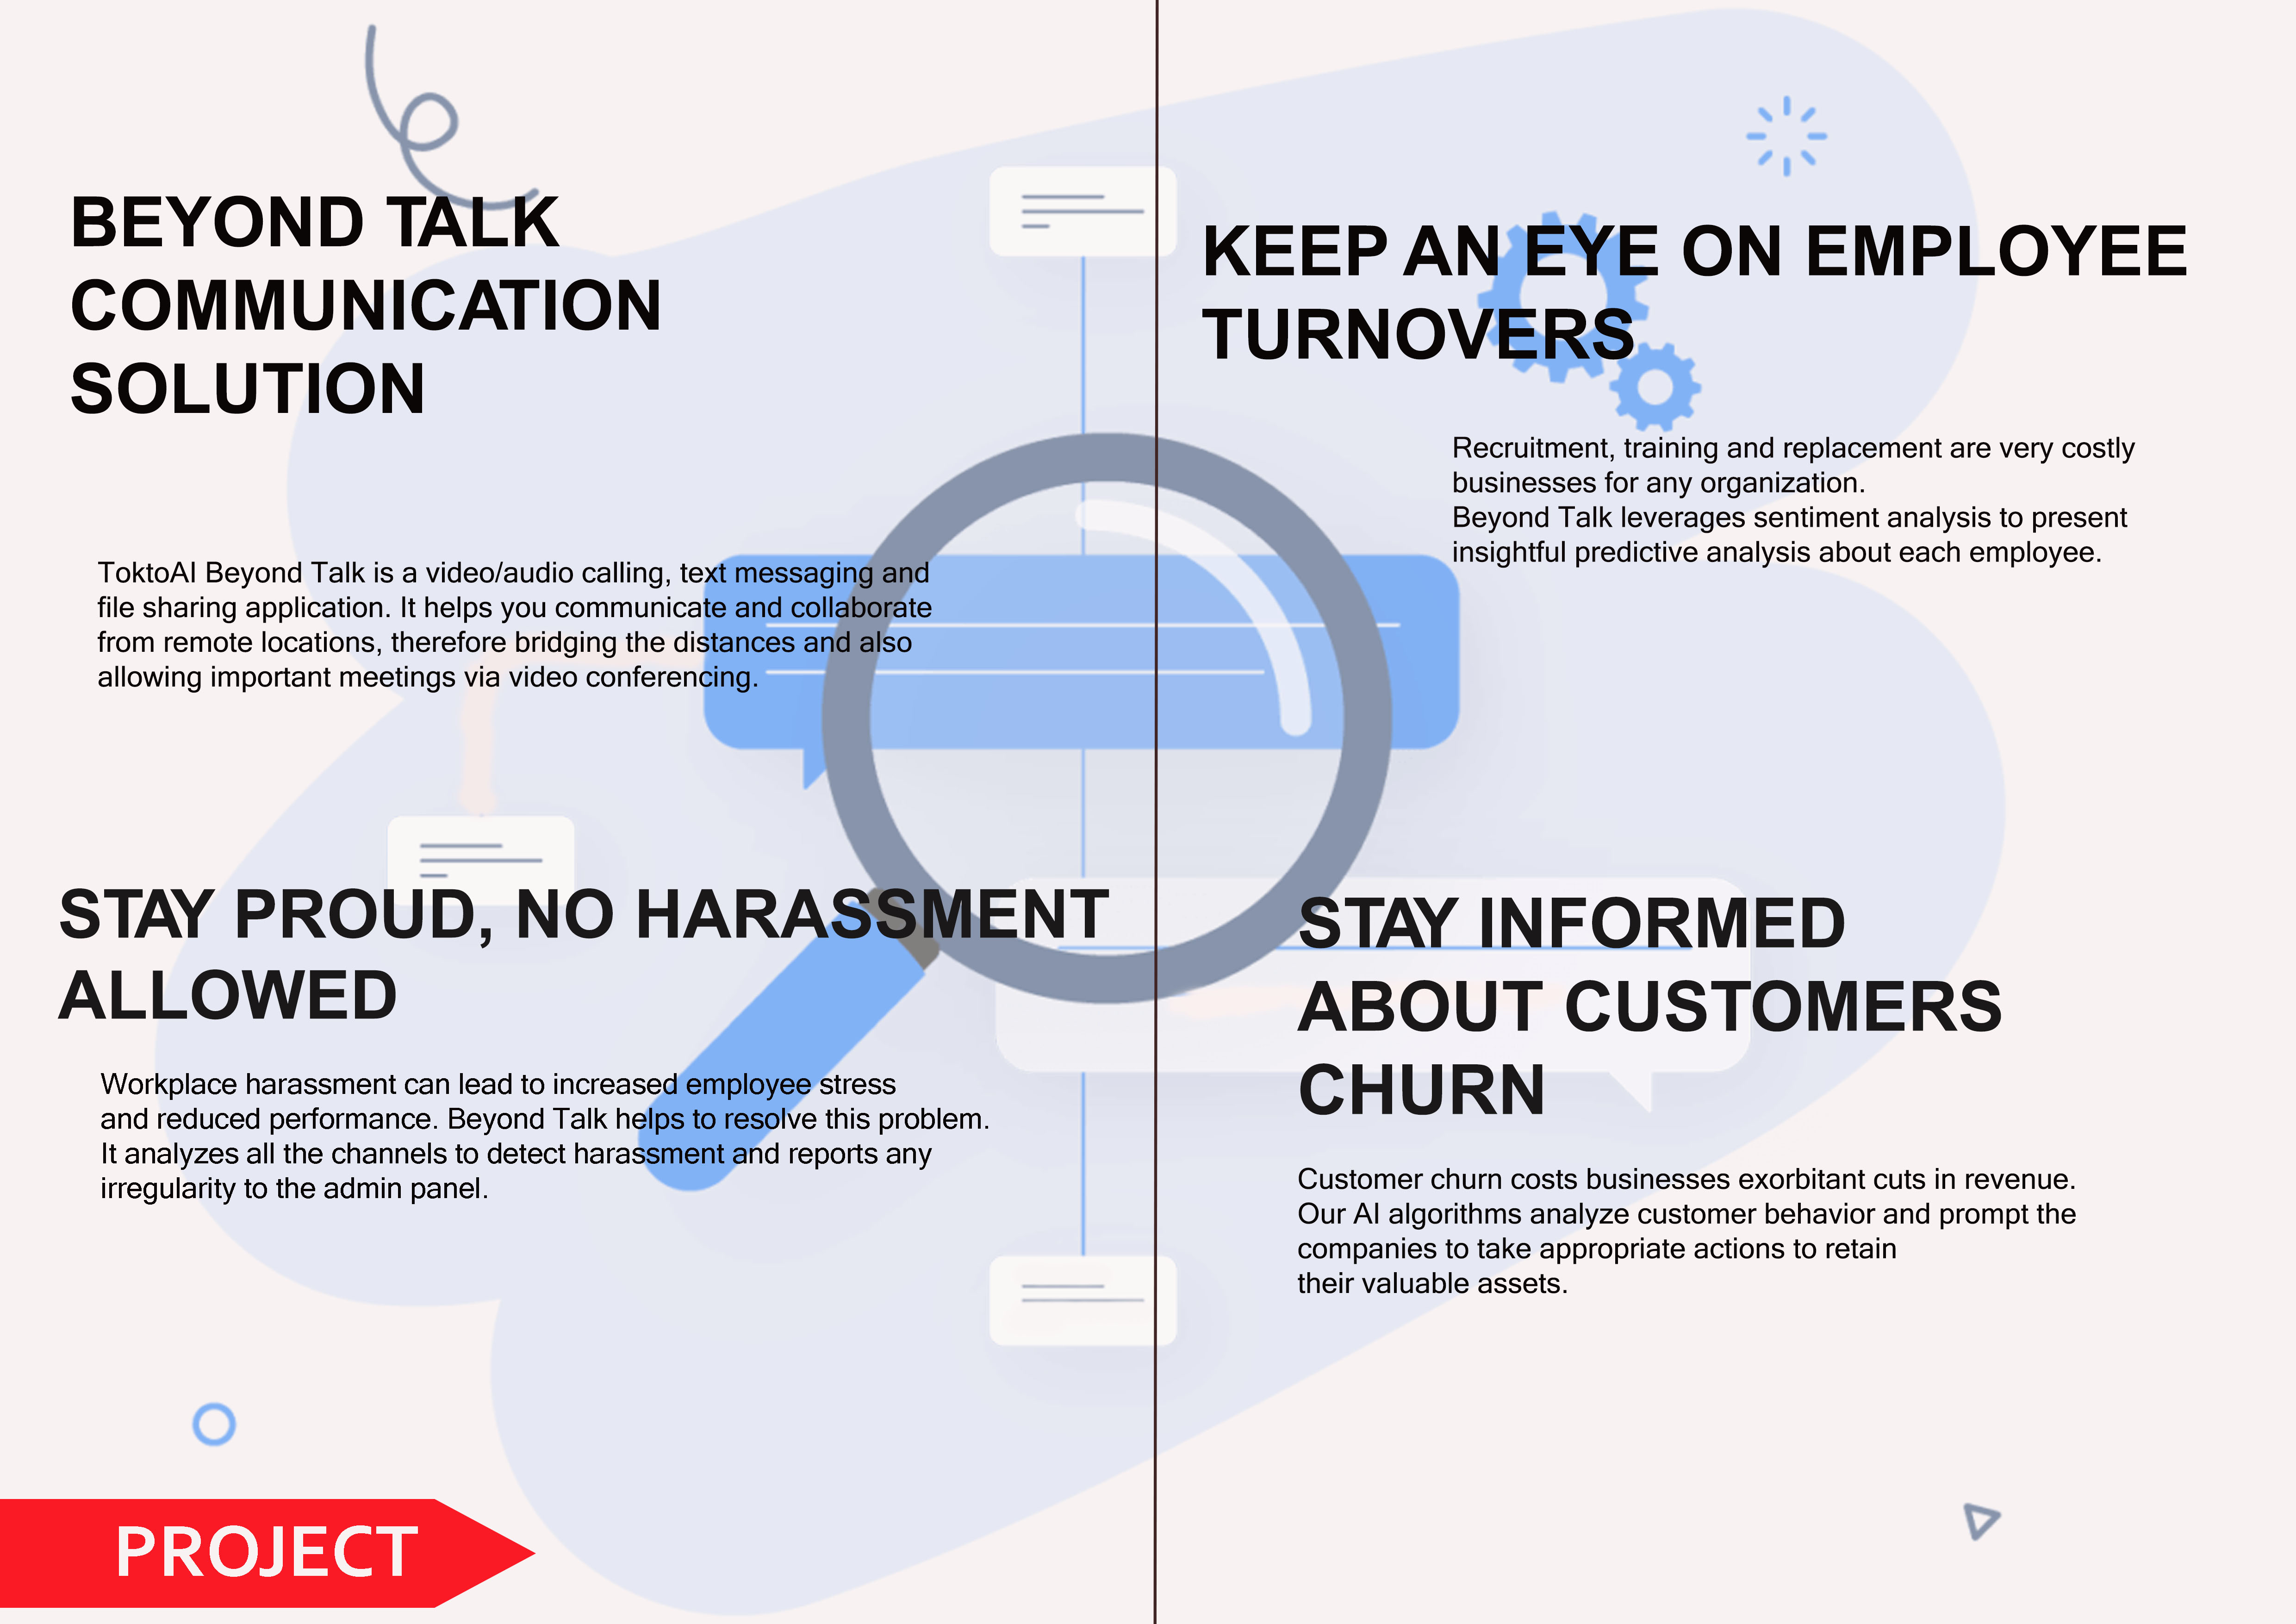 BEYOND TALK
COMMUNICATION
SOLUTION
ToktoAI Beyond Talk is a video/audio calling, text messaging and
file sharing application. It helps you communicate and collaborate
from remote locations, therefore bridging the distances and also
allowing important meetings via video conferencing.
STAY PROUD, NO HARASSMENT
ALLOWED
Workplace harassment can lead to increased employee stress
and reduced performance. Beyond Talk helps to resolve this problem.
It analyzes all the channels to detect harassment and reports any
irregularity to the admin panel.
PROJECT
KEEP AN EYE ON EMPLOYEE
TURNOVERS
Recruitment, training and replacement are very costly
businesses for any organization.
Beyond Talk leverages sentiment analysis to present
insightful predictive analysis about each employee.
STAY INFORMED
ABOUT CUSTOMERS
CHURN
Customer churn costs businesses exorbitant cuts in revenue.
Our AI algorithms analyze customer behavior and prompt the
companies to take appropriate actions to retain
their valuable assets.